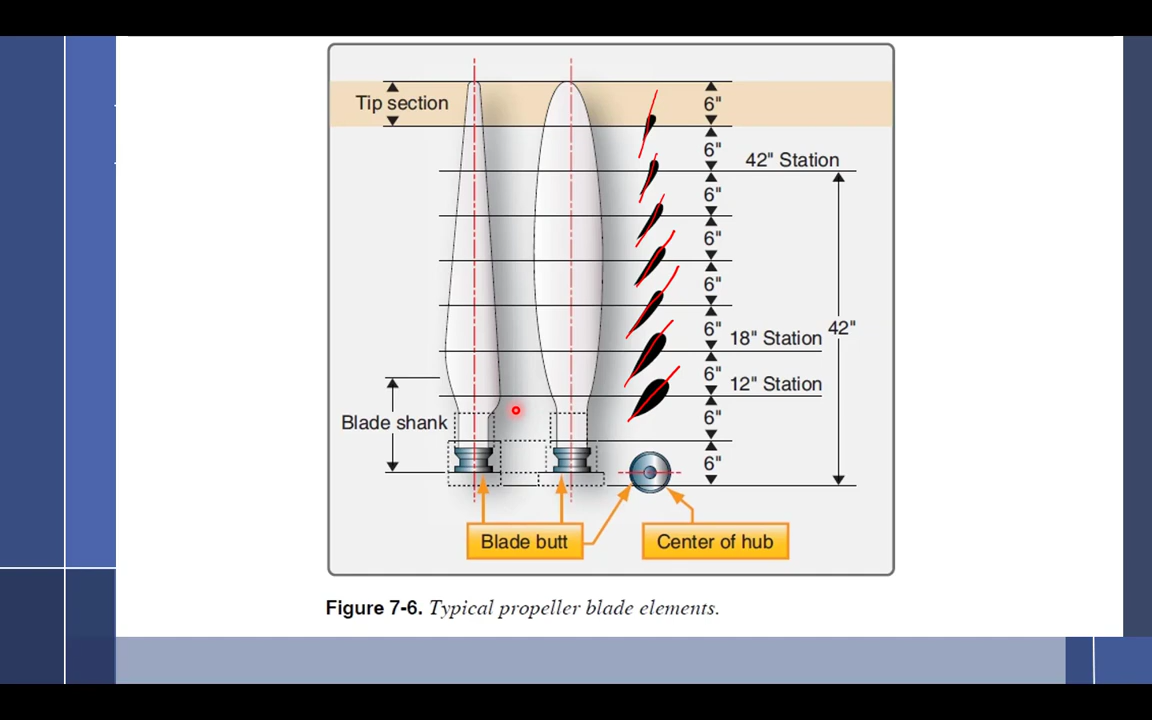 Tip section
6"
6"
42" Station
6"
6"
6"
6"
18" Station
42"
6"
12" Station
Blade shank
6"
6"
Blade butt
Center of hub
Figure 7-6. Typical propeller blade elements.